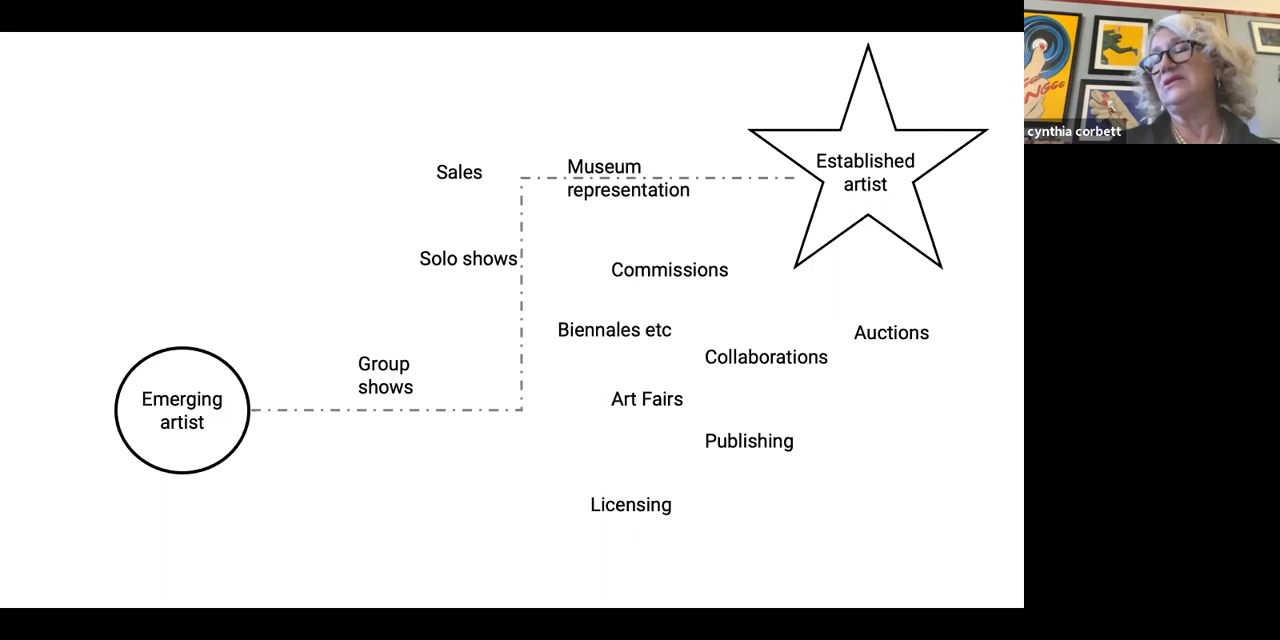 Sales
Museum
representation
Established
artist
Solo shows
Commissions
Biennales etc
Auctions
Collaborations
Group
shows
Emerging
artist
Art Fairs
Publishing
Licensing
cynthia corbett